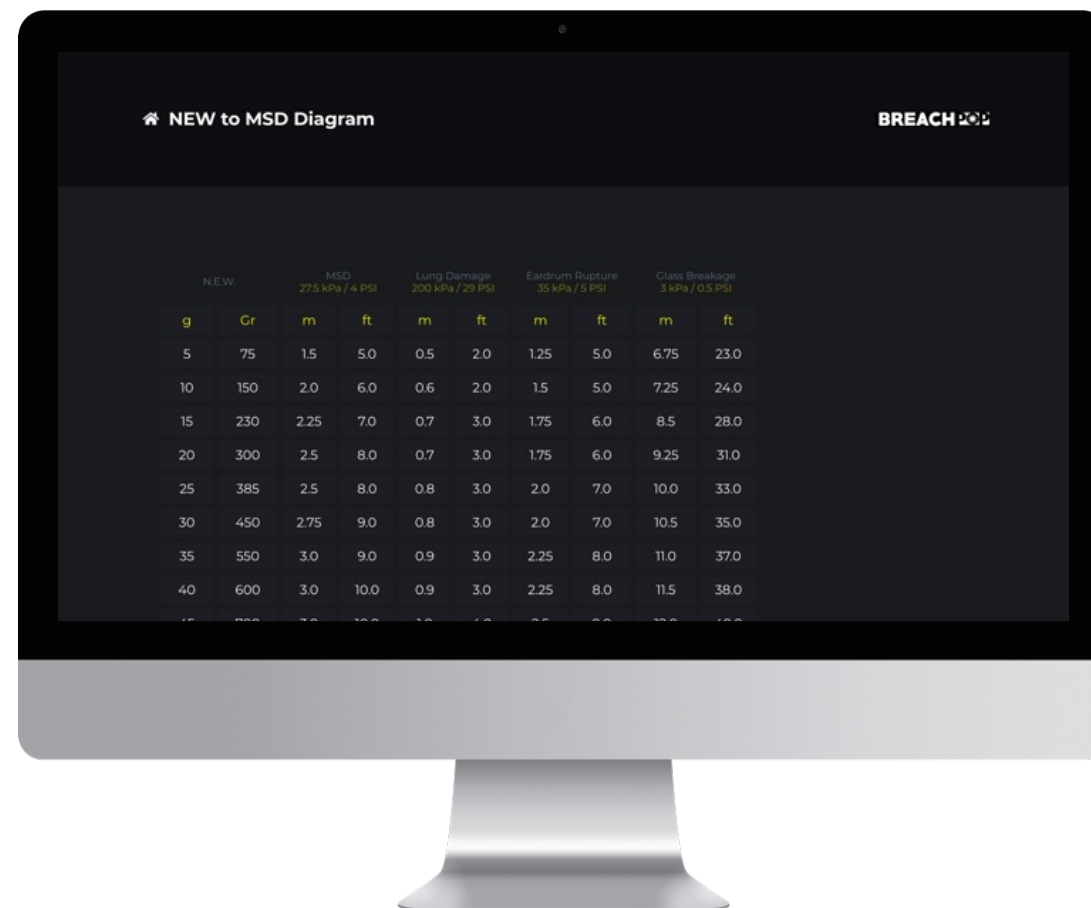 NEW to MSD Diagram
BREACHPOP
N.E.W. MSD Lung Damage Eardrum Rupture Glass Breakage
27.5 kPa / 4 PSI 200 kPa / 29 PSI 35 kPa / 5 PSI 3 kPa / 0.5 PSI
g Gr m ft m ft m ft m ft
5 75 1.5 5.0 0.5 2.0 1.25 5.0 6.75 23.0
10 150 2.0 6.0 0.6 2.0 1.5 5.0 7.25 24.0
15 230 2.25 7.0 0.7 3.0 1.75 6.0 8.5 28.0
20 300 2.5 8.0 0.7 3.0 1.75 6.0 9.25 31.0
25 385 2.5 8.0 0.8 3.0 2.0 7.0 10.0 33.0
30 450 2.75 9.0 0.8 3.0 2.0 7.0 10.5 35.0
35 550 3.0 9.0 0.9 3.0 2.25 8.0 11.0 37.0
40 600 3.0 10.0 0.9 3.0 2.25 8.0 11.5 38.0